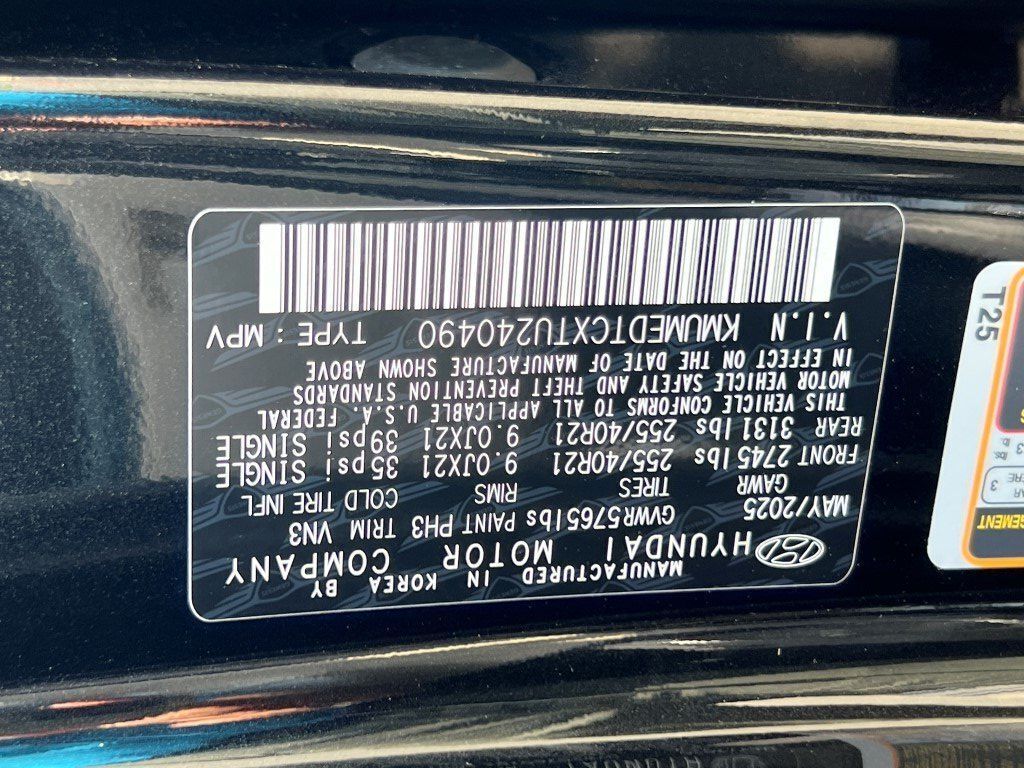 MANUFACTURED IN KOREA BY
HYUNDAI MOTOR COMPANY
MAY/2025 GVWR5765lbs PAINT PH3 TRIM VN3
GAWR TIRES RIMS COLD TIRE INFL
FRONT 2745lbs 255/40R21 9.0JX21 35psi SINGLE
REAR 3131lbs 255/40R21 9.0JX21 39psi SINGLE
THIS VEHICLE CONFORMS TO ALL APPLICABLE U.S.A. FEDERAL
MOTOR VEHICLE SAFETY AND THEFT PREVENTION STANDARDS
IN EFFECT ON THE DATE OF MANUFACTURE SHOWN ABOVE
V.I.N KMUMEDTCXTU240490 TYPE : MPV
T25
lbs.
3